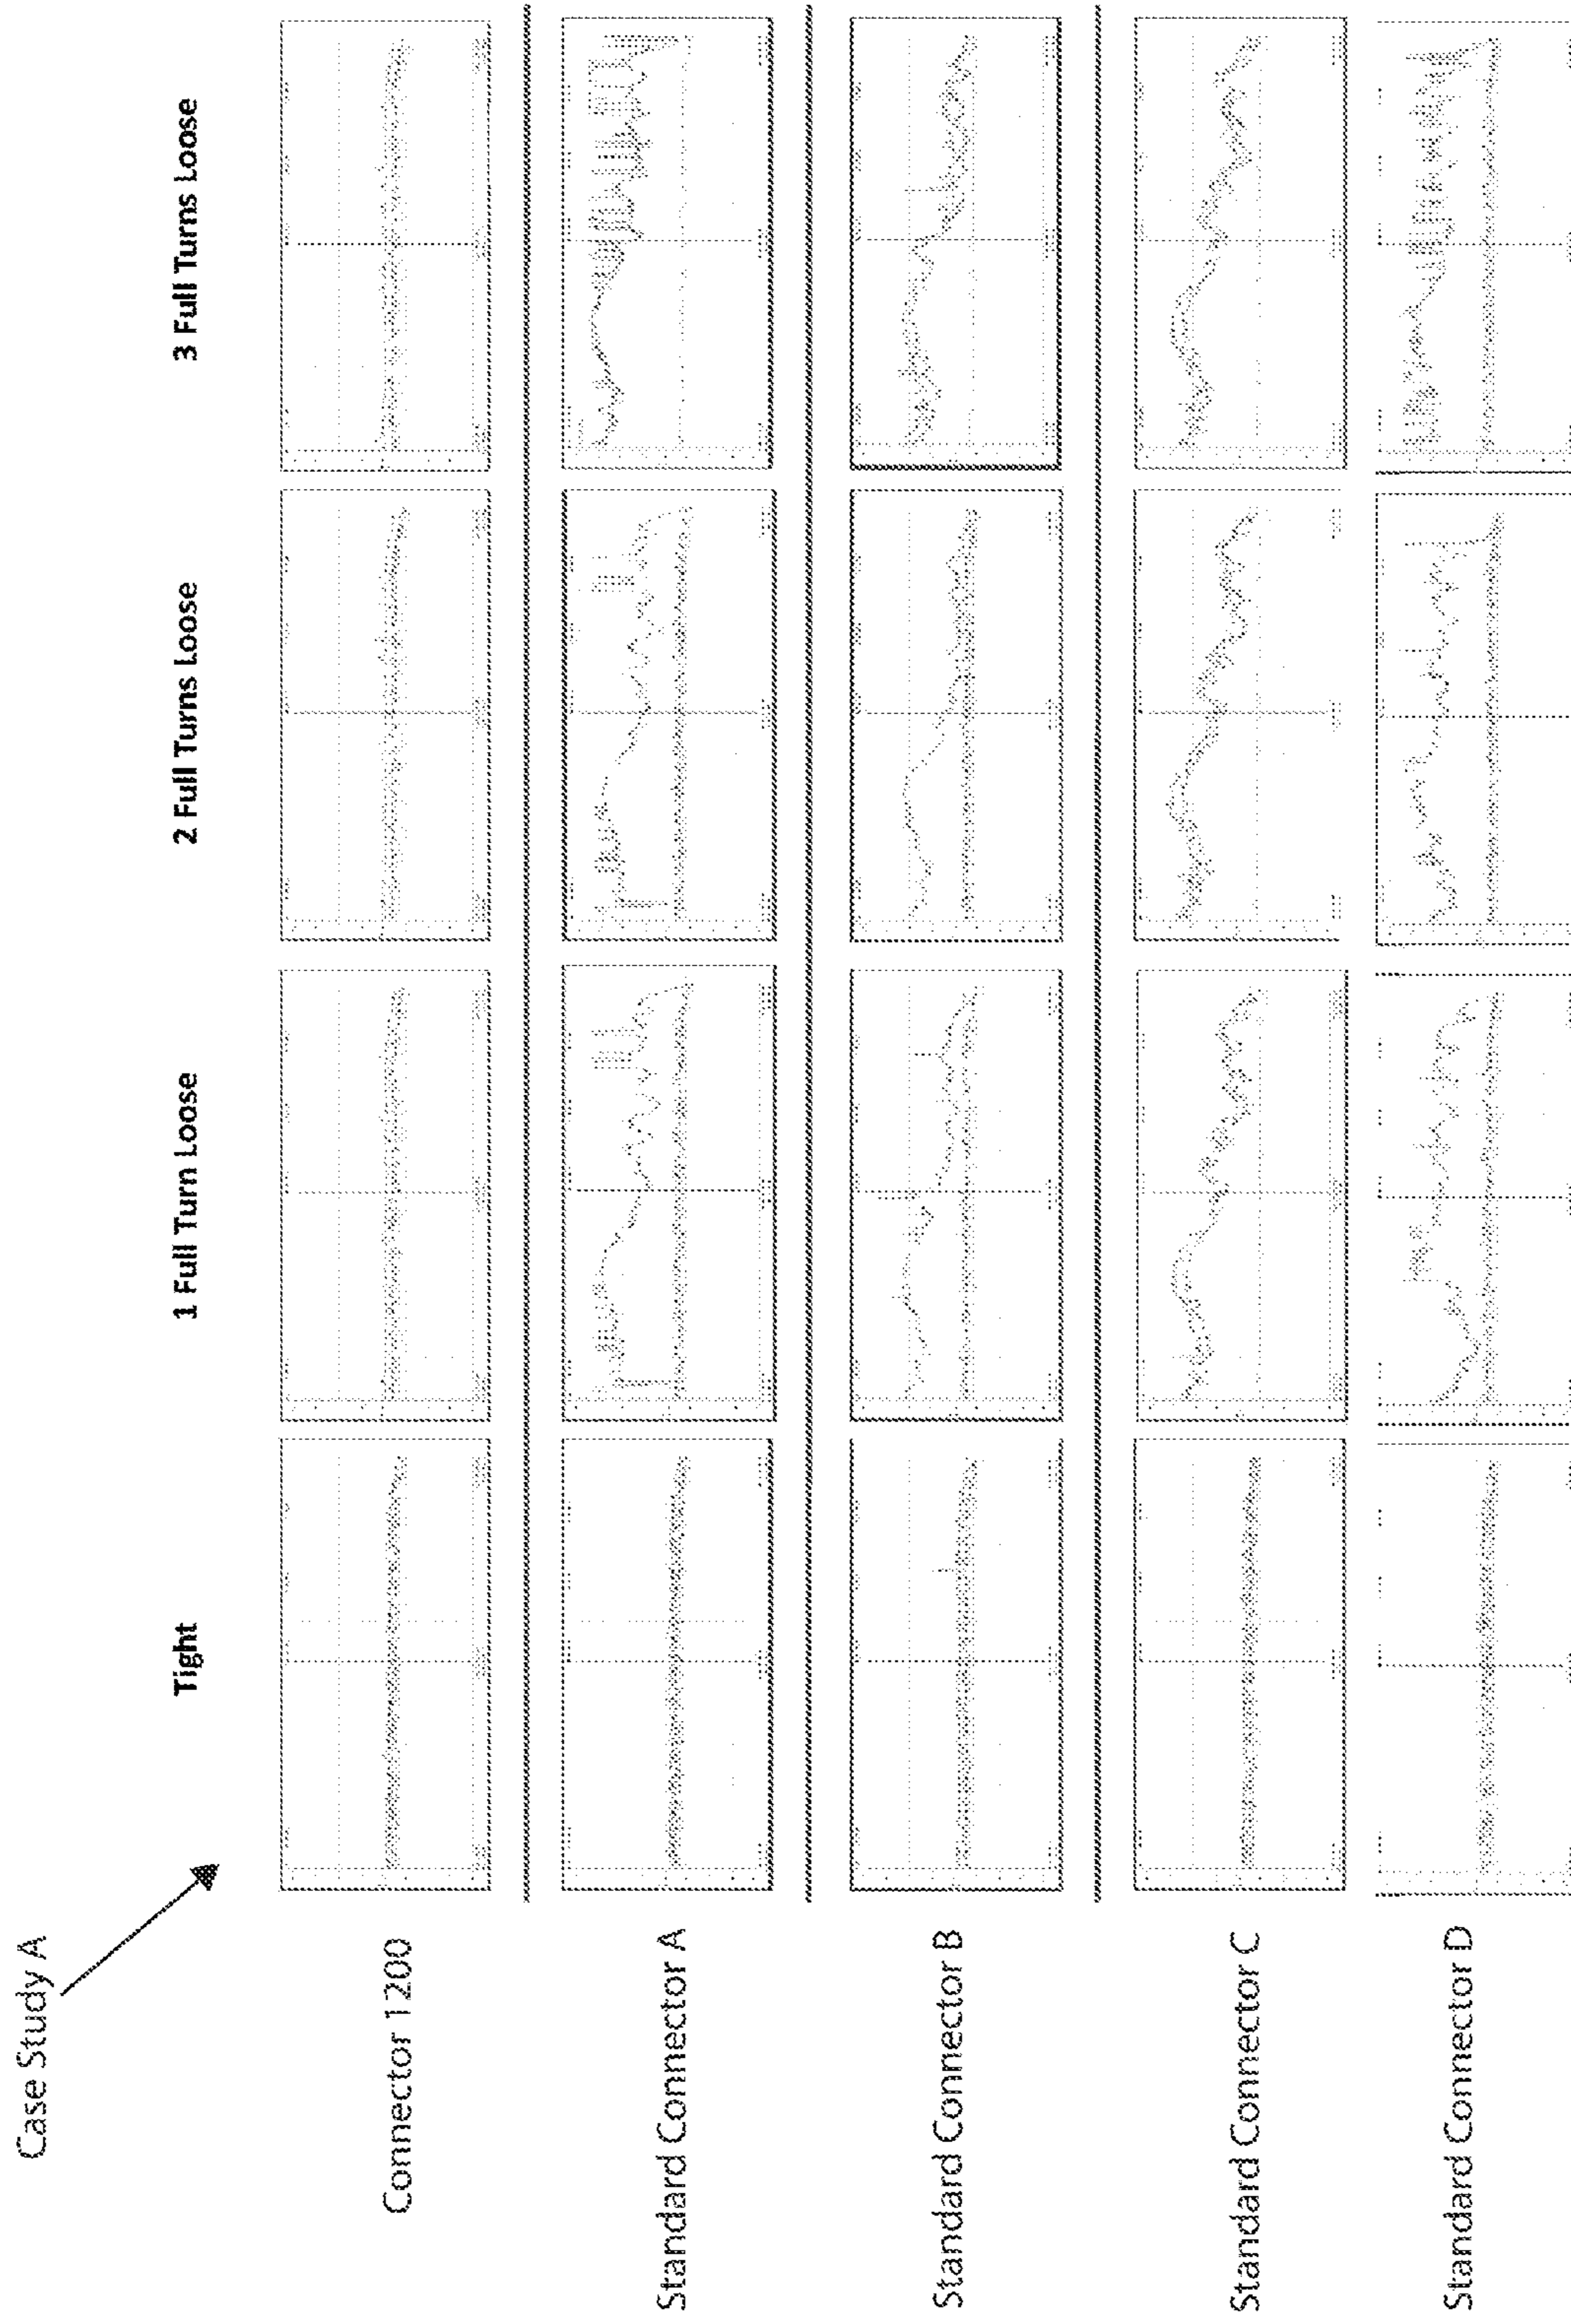 Case Study A
Tight
1 Full Turn Loose
2 Full Turns Loose
3 Full Turns Loose
Connector 1200
Standard Connector A
Standard Connector B
Standard Connector C
Standard Connector D